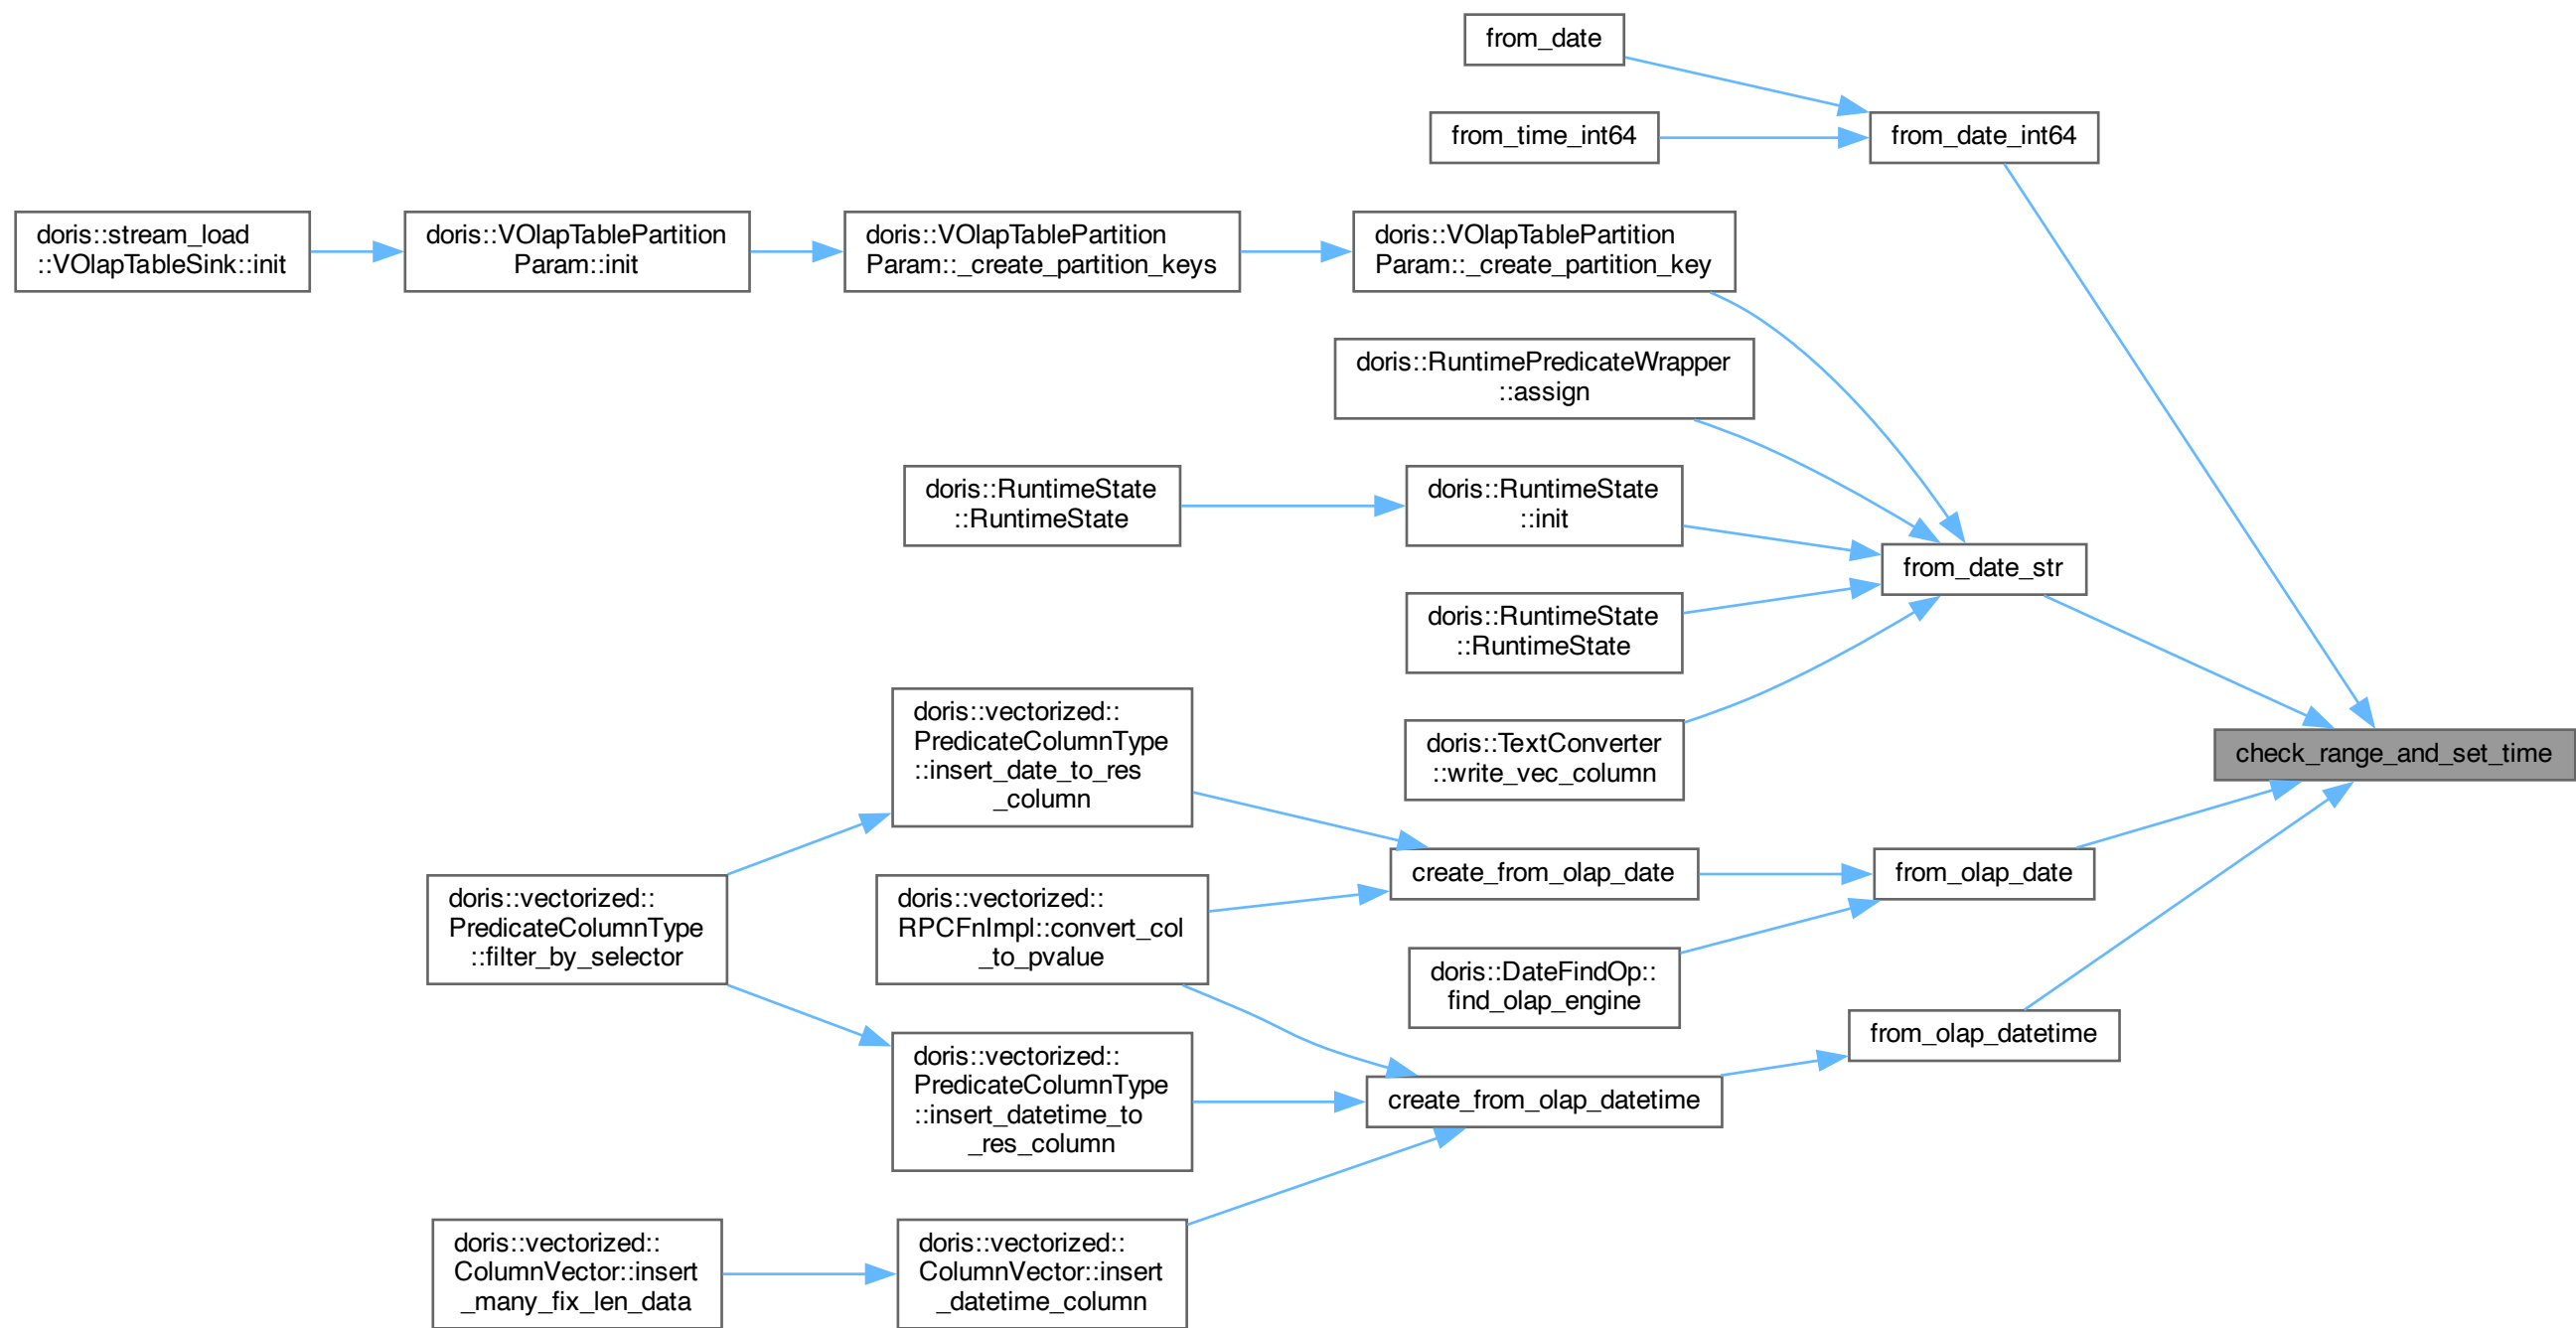 from_date
from_time_int64
from_date_int64
doris::stream_load
::VOlapTableSink::init
doris::VOlapTablePartition
Param::init
doris::VOlapTablePartition
Param::_create_partition_keys
doris::VOlapTablePartition
Param::_create_partition_key
doris::RuntimePredicateWrapper
::assign
doris::RuntimeState
::RuntimeState
doris::RuntimeState
::init
from_date_str
doris::RuntimeState
::RuntimeState
doris::TextConverter
::write_vec_column
check_range_and_set_time
doris::vectorized::
PredicateColumnType
::insert_date_to_res
_column
create_from_olap_date
from_olap_date
doris::vectorized::
PredicateColumnType
::filter_by_selector
doris::vectorized::
RPCFnImpl::convert_col
_to_pvalue
doris::DateFindOp::
find_olap_engine
from_olap_datetime
doris::vectorized::
PredicateColumnType
::insert_datetime_to
_res_column
create_from_olap_datetime
doris::vectorized::
ColumnVector::insert
_many_fix_len_data
doris::vectorized::
ColumnVector::insert
_datetime_column